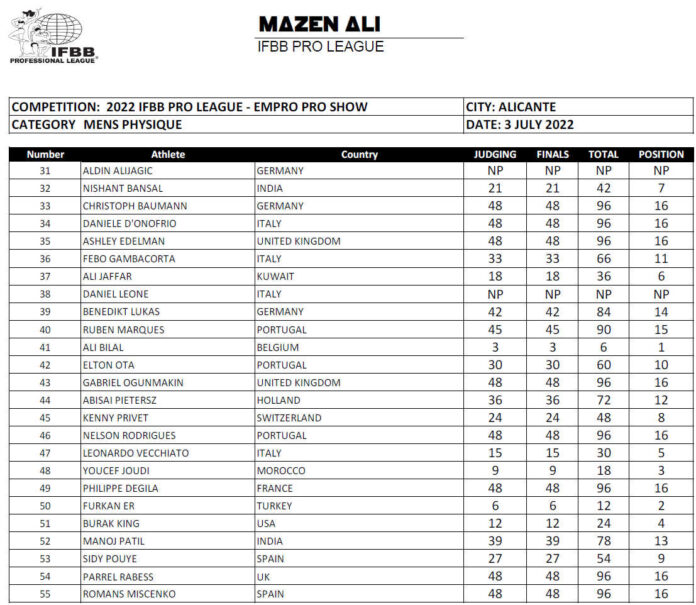 MAZEN ALI
IFBB PRO LEAGUE
IFBB
PROFESSIONAL LEAGUE
COMPETITION: 2022 IFBB PRO LEAGUE - EMPRO PRO SHOW CITY: ALICANTE
CATEGORY MENS PHYSIQUE DATE: 3 JULY 2022
Number Athlete Country JUDGING FINALS TOTAL POSITION
31 ALDIN ALIJAGIC GERMANY NP NP NP NP
32 NISHANT BANSAL INDIA 21 21 42 7
33 CHRISTOPH BAUMANN GERMANY 48 48 96 16
34 DANIELE D'ONOFRIO ITALY 48 48 96 16
35 ASHLEY EDELMAN UNITED KINGDOM 48 48 96 16
36 FEBO GAMBACORTA ITALY 33 33 66 11
37 ALI JAFFAR KUWAIT 18 18 36 6
38 DANIEL LEONE ITALY NP NP NP NP
39 BENEDIKT LUKAS GERMANY 42 42 84 14
40 RUBEN MARQUES PORTUGAL 45 45 90 15
41 ALI BILAL BELGIUM 3 3 6 1
42 ELTON OTA PORTUGAL 30 30 60 10
43 GABRIEL OGUNMAKIN UNITED KINGDOM 48 48 96 16
44 ABISAI PIETERSZ HOLLAND 36 36 72 12
45 KENNY PRIVET SWITZERLAND 24 24 48 8
46 NELSON RODRIGUES PORTUGAL 48 48 96 16
47 LEONARDO VECCHIATO ITALY 15 15 30 5
48 YOUCEF JOUDI MOROCCO 9 9 18 3
49 PHILIPPE DEGILA FRANCE 48 48 96 16
50 FURKAN ER TURKEY 6 6 12 2
51 BURAK KING USA 12 12 24 4
52 MANOJ PATIL INDIA 39 39 78 13
53 SIDY POUYE SPAIN 27 27 54 9
54 PARREL RABESS UK 48 48 96 16
55 ROMANS MISCENKO SPAIN 48 48 96 16